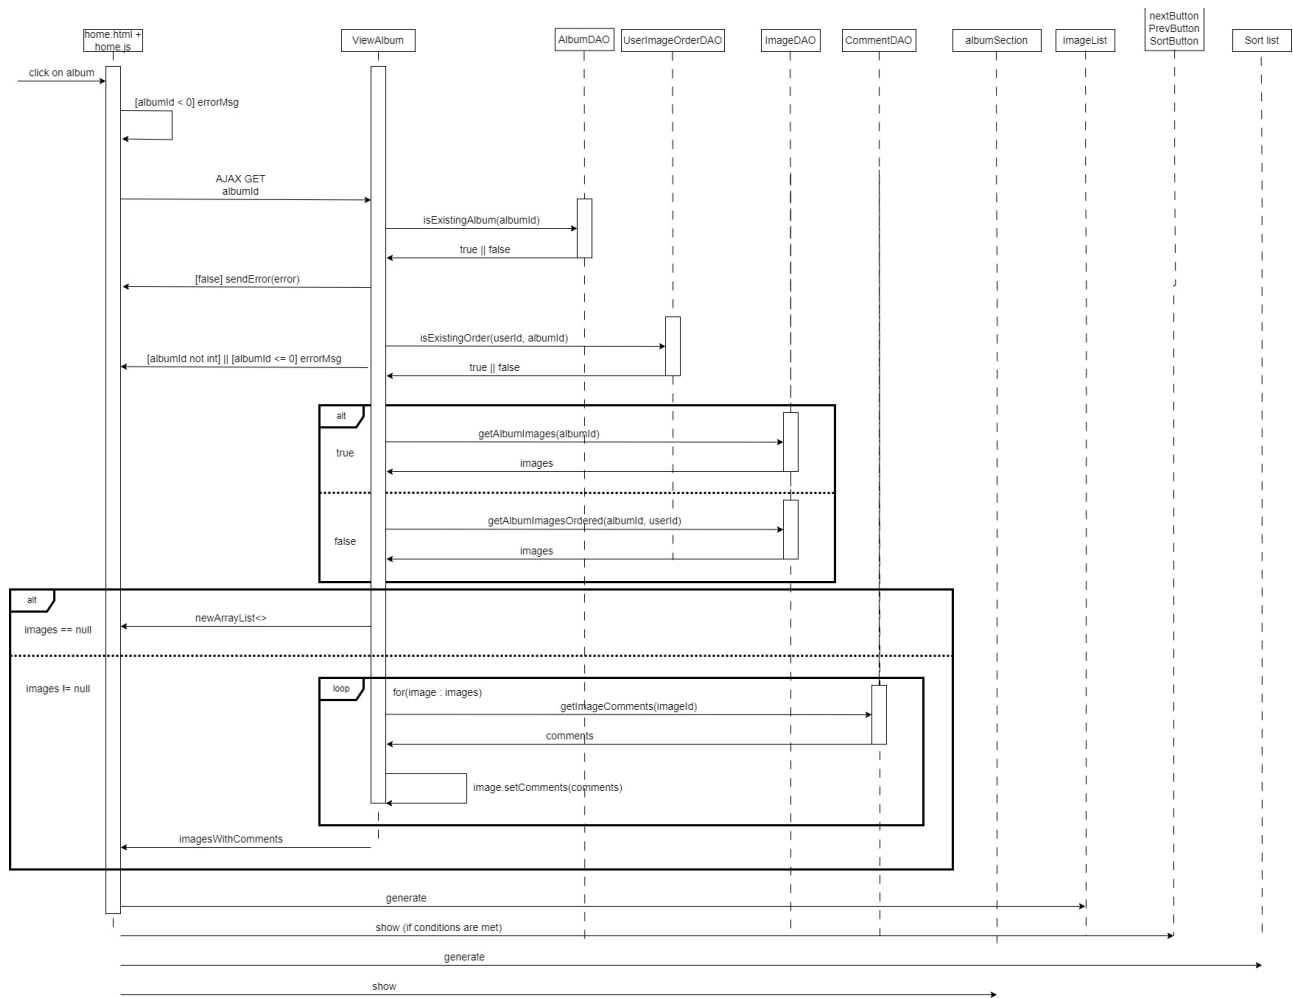 nextButton
PrevButton
SortButton
home.html +
home.js
ViewAlbum
AlbumDAO
UserImageOrderDAO
ImageDAO
CommentDAO
albumSection
imageList
Sort list
click on album
[albumId < 0] errorMsg
AJAX GET
albumId
isExistingAlbum(albumId)
true || false
[false] sendError(error)
isExistingOrder(userId, albumId)
[albumId not int] || [albumId <= 0] errorMsg
true || false
alt
getAlbumImages(albumId)
true
images
getAlbumImagesOrdered(albumId, userId)
false
images
alt
newArrayList<>
images == null
images != null
loop
for(image : images)
getImageComments(imageId)
comments
image.setComments(comments)
imagesWithComments
generate
show (if conditions are met)
generate
show